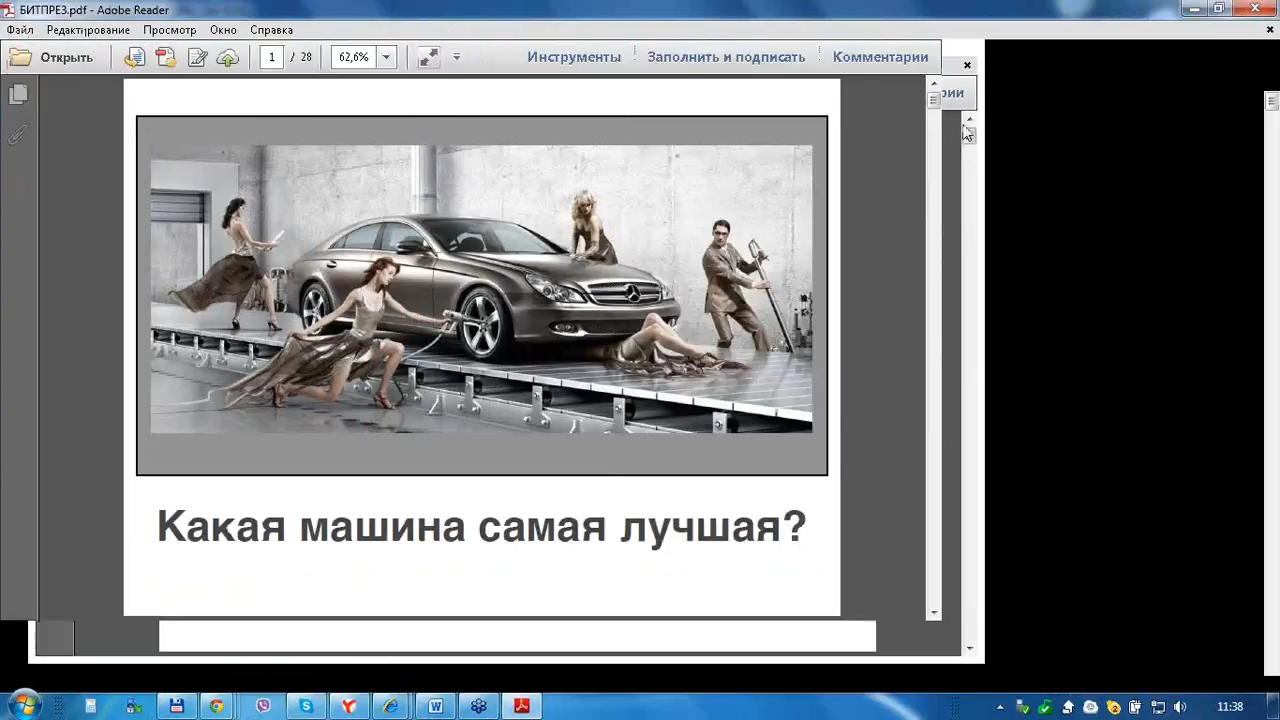 БИТПРЕЗ.pdf - Adobe Reader
Файл Редактирование Просмотр Окно Справка
Открыть 1 / 28 62,6% Инструменты Заполнить и подписать Комментарии
рии
Какая машина самая лучшая?
11:38